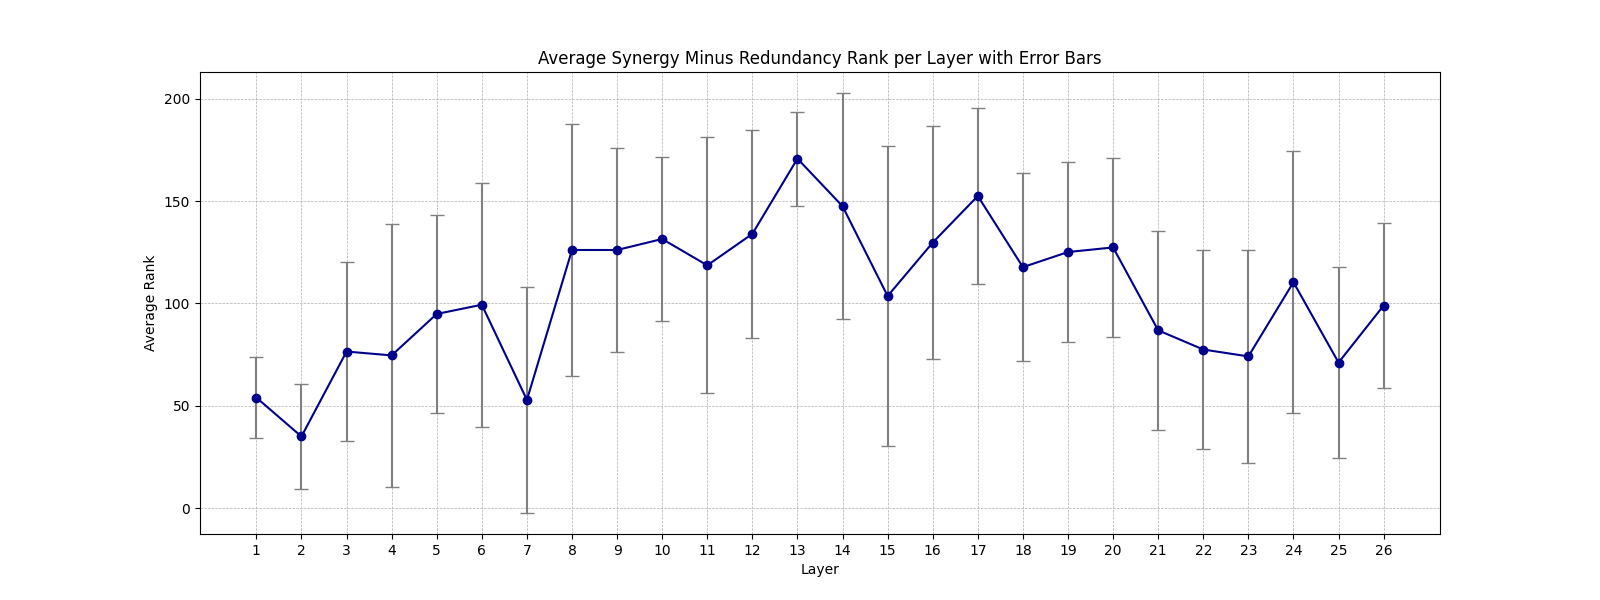 Average Synergy Minus Redundancy Rank per Layer with Error Bars
Average Rank
200
150
100
50
0
1 2 3 4 5 6 7 8 9 10 11 12 13 14 15 16 17 18 19 20 21 22 23 24 25 26
Layer